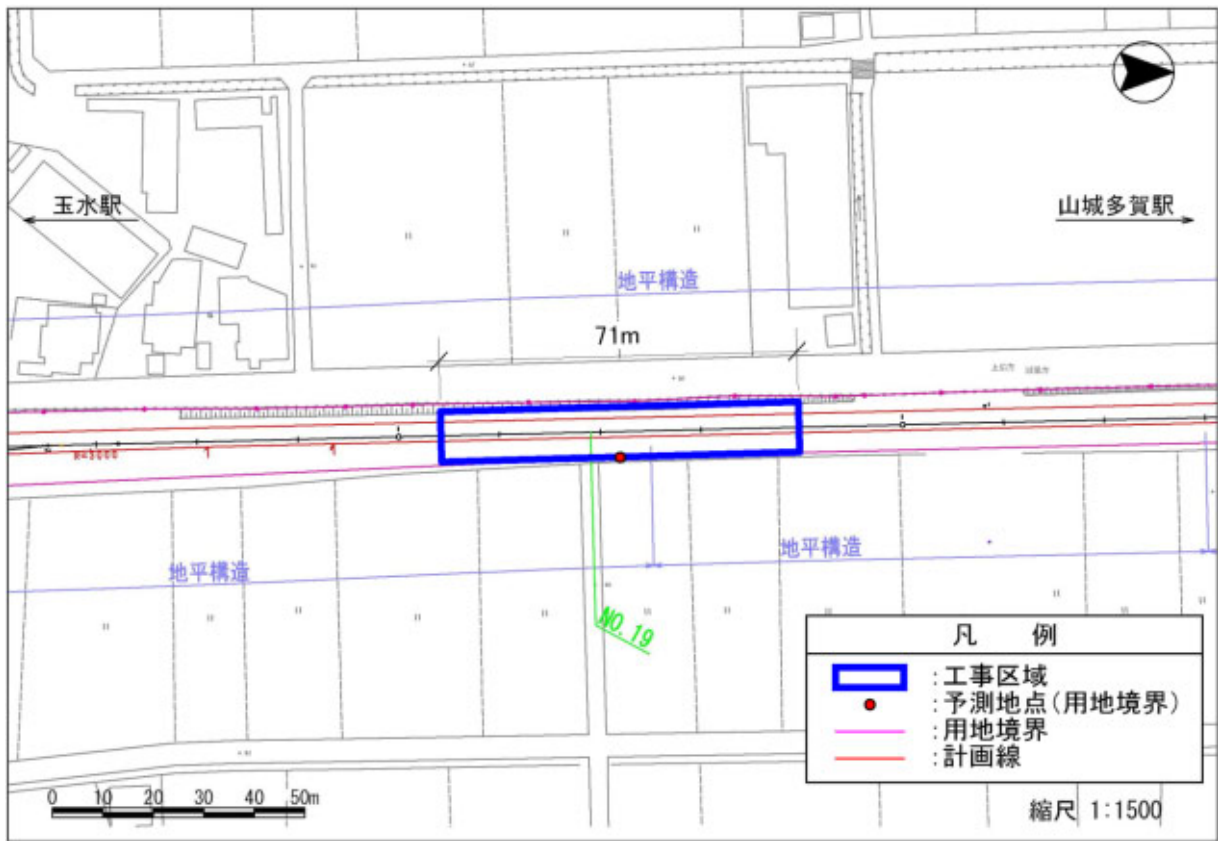 玉水駅
山城多賀駅
地平構造
71m
R=3000
地平構造
地平構造
NO.19
凡 例
:工事区域
:予測地点(用地境界)
:用地境界
:計画線
0 10 20 30 40 50m
縮尺 1:1500